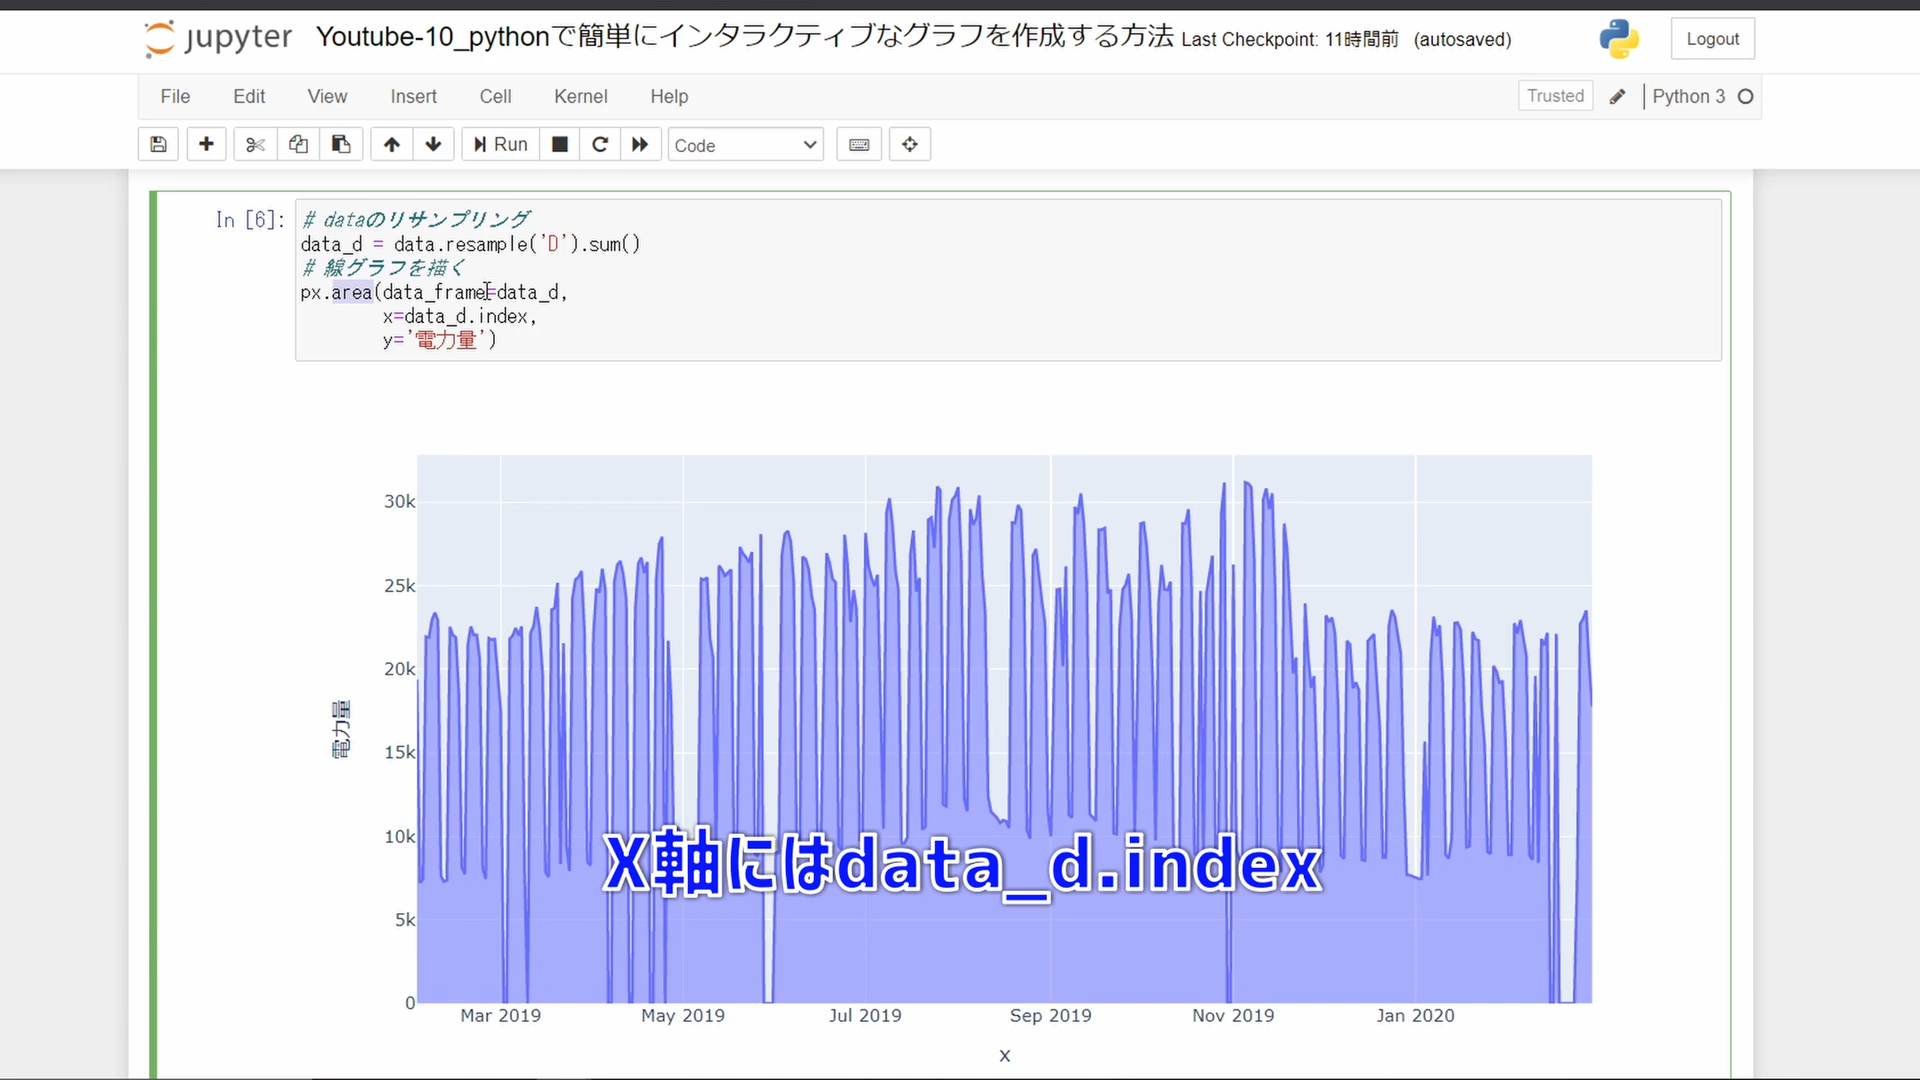 jupyter Youtube-10_pythonで簡単にインタラクティブなグラフを作成する方法 Last Checkpoint: 11時間前 (autosaved) Logout
File Edit View Insert Cell Kernel Help Trusted Python 3
Run Code
In [6]:
# dataのリサンプリング
data_d = data.resample('D').sum()
# 線グラフを描く
px.area(data_frame=data_d,
x=data_d.index,
y='電力量')
30k
25k
20k
15k
10k
5k
0
電力量
X軸にはdata_d.index
Mar 2019 May 2019 Jul 2019 Sep 2019 Nov 2019 Jan 2020
x